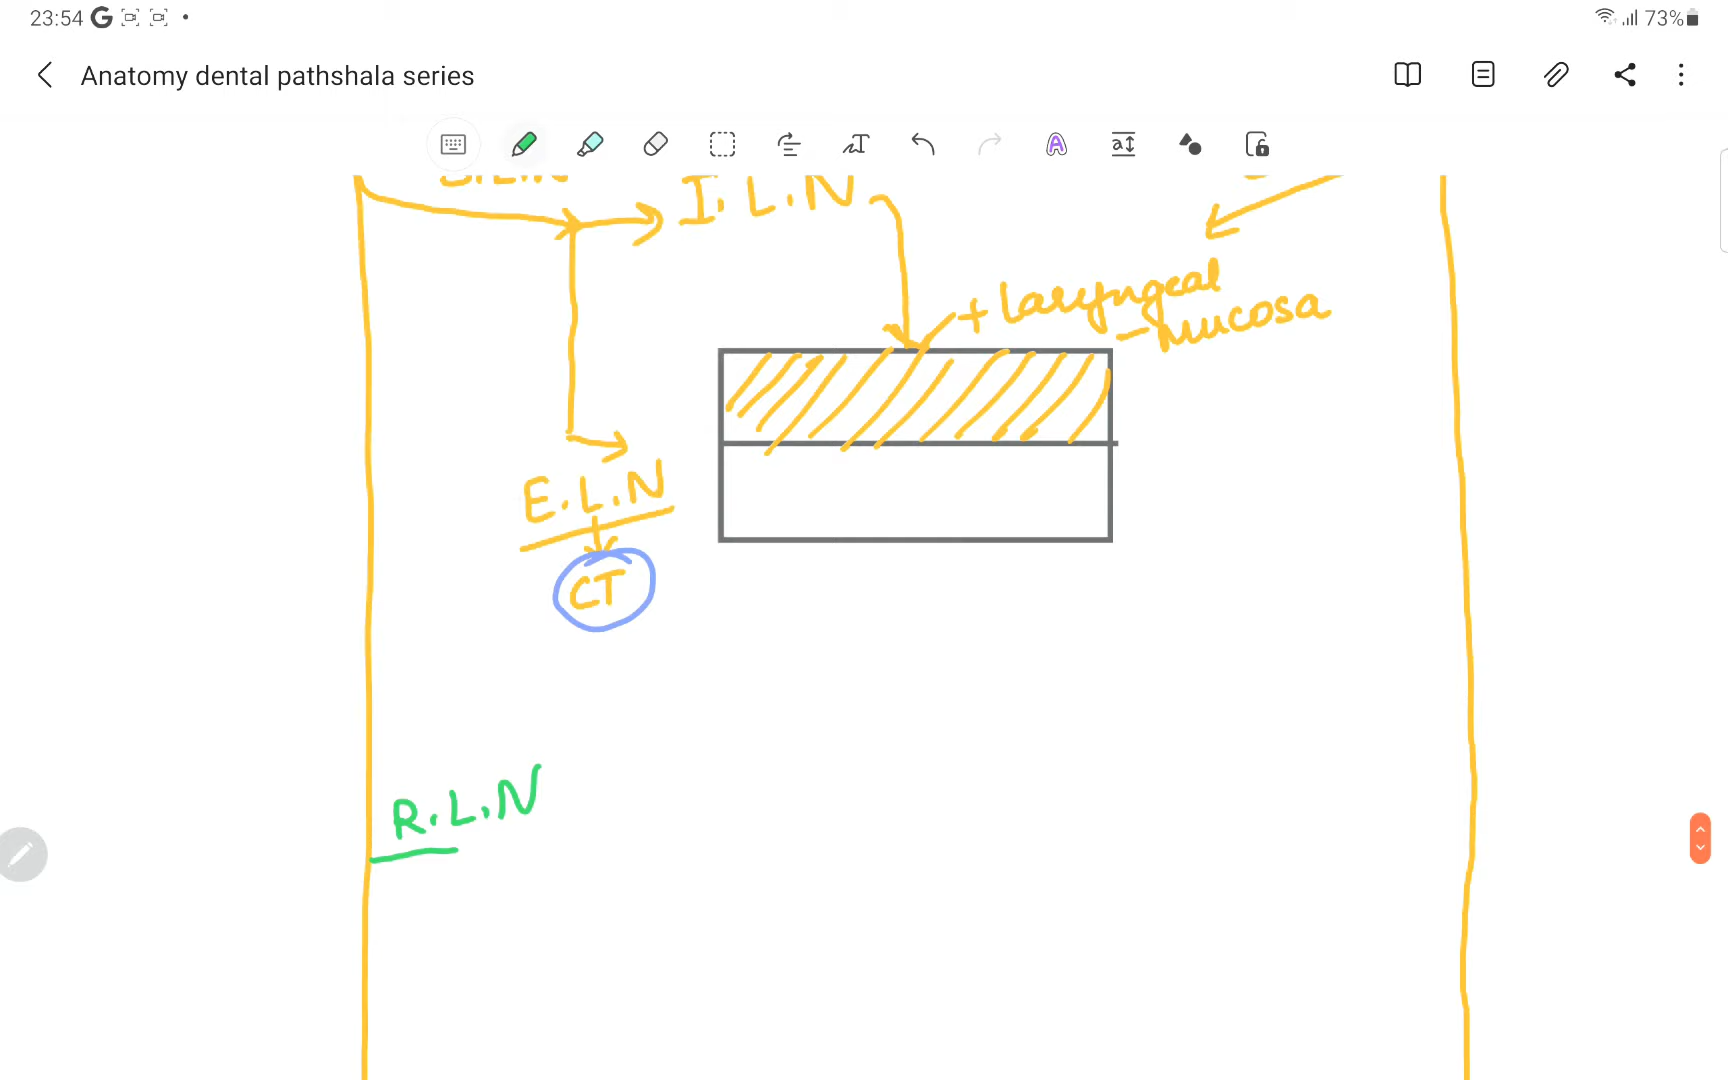 23:54 G 73%
Anatomy dental pathshala series
I.L.N
+ Laryngeal
mucosa
E.L.N
CT
R.L.N